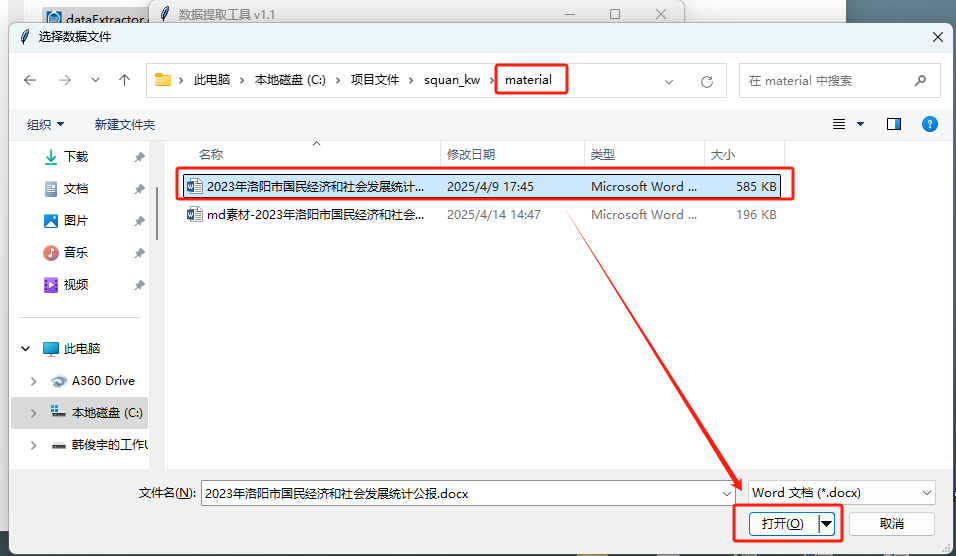 dataExtractor.
数据提取工具 v1.1
选择数据文件
此电脑 > 本地磁盘 (C:) > 项目文件 > squan_kw > material
在 material 中搜索
组织
新建文件夹
名称 修改日期 类型 大小
下载
文档
图片
音乐
视频
2023年洛阳市国民经济和社会发展统计... 2025/4/9 17:45 Microsoft Word ... 585 KB
md素材-2023年洛阳市国民经济和社会... 2025/4/14 14:47 Microsoft Word ... 196 KB
此电脑
A360 Drive
本地磁盘 (C:)
韩俊宇的工作U
文件名(N): 2023年洛阳市国民经济和社会发展统计公报.docx
Word 文档 (*.docx)
打开(O)
取消